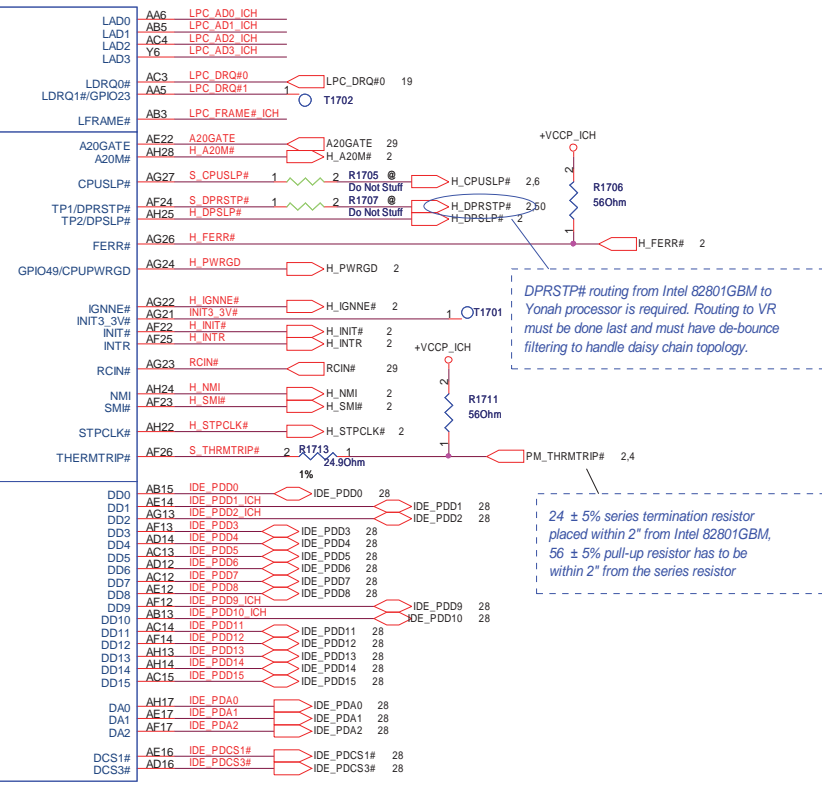 LAD0 AA6 LPC_AD0_ICH
LAD1 AB5 LPC_AD1_ICH
LAD2 AC4 LPC_AD2_ICH
LAD3 Y6 LPC_AD3_ICH
LDRQ0# AC3 LPC_DRQ#0 LPC_DRQ#0 19
LDRQ1#/GPIO23 AA5 LPC_DRQ#1 1 T1702
LFRAME# AB3 LPC_FRAME#_ICH
A20GATE AE22 A20GATE A20GATE 29
A20M# AH28 H_A20M# H_A20M# 2
+VCCP_ICH
CPUSLP# AG27 S_CPUSLP# 1 2 R1705 @ H_CPUSLP# 2,6
Do Not Stuff
2 R1706
56Ohm
1
TP1/DPRSTP# AF24 S_DPRSTP# 1 2 R1707 @ H_DPRSTP# 2,50
Do Not Stuff
TP2/DPSLP# AH25 H_DPSLP# H_DPSLP# 2
FERR# AG26 H_FERR# H_FERR# 2
GPIO49/CPUPWRGD AG24 H_PWRGD H_PWRGD 2
DPRSTP# routing from Intel 82801GBM to
Yonah processor is required. Routing to VR
must be done last and must have de-bounce
filtering to handle daisy chain topology.
IGNNE# AG22 H_IGNNE# H_IGNNE# 2
INIT3_3V# AG21 INIT3_3V# 1 T1701
INIT# AF22 H_INIT# H_INIT# 2
INTR AF25 H_INTR H_INTR 2
+VCCP_ICH
RCIN# AG23 RCIN# RCIN# 29
2 R1711
56Ohm
1
NMI AH24 H_NMI H_NMI 2
SMI# AF23 H_SMI# H_SMI# 2
STPCLK# AH22 H_STPCLK# H_STPCLK# 2
THERMTRIP# AF26 S_THRMTRIP# 2 R1713 1 PM_THRMTRIP# 2,4
24.9Ohm
1%
24 ± 5% series termination resistor
placed within 2" from Intel 82801GBM,
56 ± 5% pull-up resistor has to be
within 2" from the series resistor
DD0 AB15 IDE_PDD0 IDE_PDD0 28
DD1 AE14 IDE_PDD1_ICH IDE_PDD1 28
DD2 AG13 IDE_PDD2_ICH IDE_PDD2 28
DD3 AF13 IDE_PDD3 IDE_PDD3 28
DD4 AD14 IDE_PDD4 IDE_PDD4 28
DD5 AC13 IDE_PDD5 IDE_PDD5 28
DD6 AD12 IDE_PDD6 IDE_PDD6 28
DD7 AC12 IDE_PDD7 IDE_PDD7 28
DD8 AE12 IDE_PDD8 IDE_PDD8 28
DD9 AF12 IDE_PDD9_ICH IDE_PDD9 28
DD10 AB13 IDE_PDD10_ICH IDE_PDD10 28
DD11 AC14 IDE_PDD11 IDE_PDD11 28
DD12 AF14 IDE_PDD12 IDE_PDD12 28
DD13 AH13 IDE_PDD13 IDE_PDD13 28
DD14 AH14 IDE_PDD14 IDE_PDD14 28
DD15 AC15 IDE_PDD15 IDE_PDD15 28
DA0 AH17 IDE_PDA0 IDE_PDA0 28
DA1 AE17 IDE_PDA1 IDE_PDA1 28
DA2 AF17 IDE_PDA2 IDE_PDA2 28
DCS1# AE16 IDE_PDCS1# IDE_PDCS1# 28
DCS3# AD16 IDE_PDCS3# IDE_PDCS3# 28